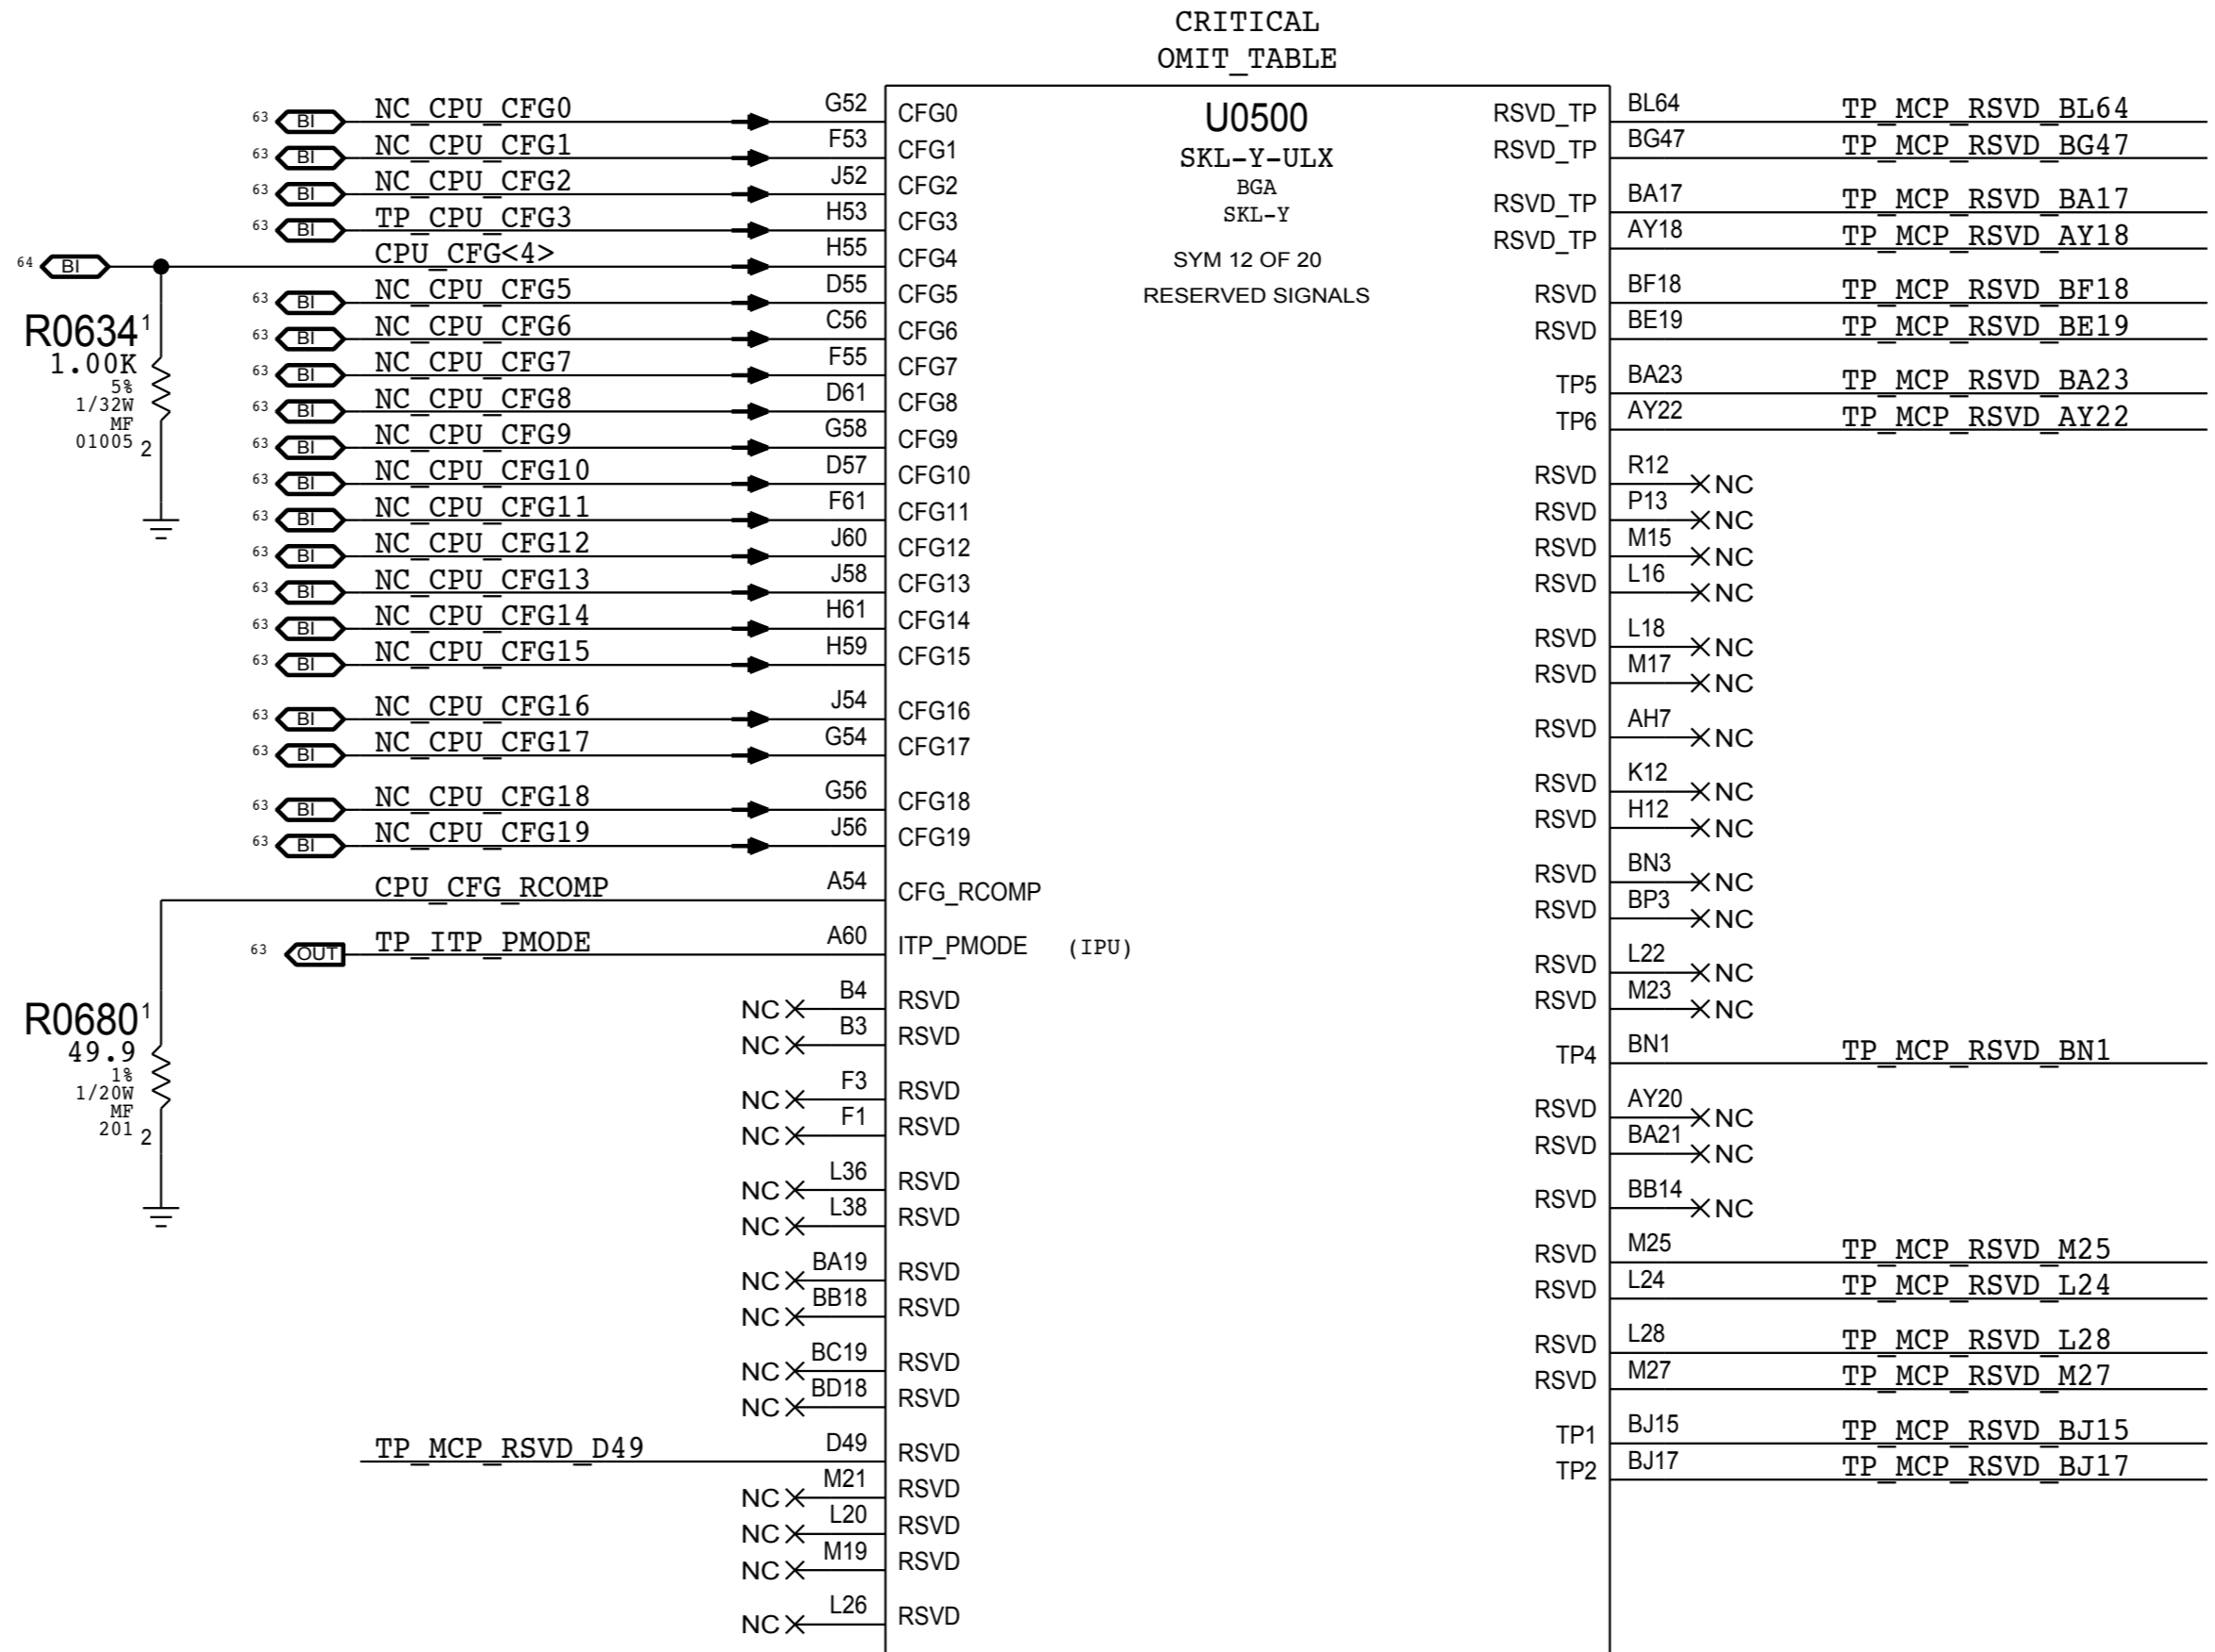 CRITICAL
OMIT_TABLE
U0500
SKL-Y-ULX
BGA
SKL-Y
SYM 12 OF 20
RESERVED SIGNALS
63 BI NC_CPU_CFG0 G52 CFG0
63 BI NC_CPU_CFG1 F53 CFG1
63 BI NC_CPU_CFG2 J52 CFG2
63 BI TP_CPU_CFG3 H53 CFG3
64 BI CPU_CFG<4> H55 CFG4
63 BI NC_CPU_CFG5 D55 CFG5
63 BI NC_CPU_CFG6 C56 CFG6
63 BI NC_CPU_CFG7 F55 CFG7
63 BI NC_CPU_CFG8 D61 CFG8
63 BI NC_CPU_CFG9 G58 CFG9
63 BI NC_CPU_CFG10 D57 CFG10
63 BI NC_CPU_CFG11 F61 CFG11
63 BI NC_CPU_CFG12 J60 CFG12
63 BI NC_CPU_CFG13 J58 CFG13
63 BI NC_CPU_CFG14 H61 CFG14
63 BI NC_CPU_CFG15 H59 CFG15
63 BI NC_CPU_CFG16 J54 CFG16
63 BI NC_CPU_CFG17 G54 CFG17
63 BI NC_CPU_CFG18 G56 CFG18
63 BI NC_CPU_CFG19 J56 CFG19
CPU_CFG_RCOMP A54 CFG_RCOMP
63 OUT TP_ITP_PMODE A60 ITP_PMODE (IPU)
R0634 1
1.00K
5%
1/32W
MF
01005 2
R0680 1
49.9
1%
1/20W
MF
201 2
NC B4 RSVD
NC B3 RSVD
NC F3 RSVD
NC F1 RSVD
NC L36 RSVD
NC L38 RSVD
NC BA19 RSVD
NC BB18 RSVD
NC BC19 RSVD
NC BD18 RSVD
TP_MCP_RSVD_D49 D49 RSVD
NC M21 RSVD
NC L20 RSVD
NC M19 RSVD
NC L26 RSVD
RSVD_TP BL64 TP_MCP_RSVD_BL64
RSVD_TP BG47 TP_MCP_RSVD_BG47
RSVD_TP BA17 TP_MCP_RSVD_BA17
RSVD_TP AY18 TP_MCP_RSVD_AY18
RSVD BF18 TP_MCP_RSVD_BF18
RSVD BE19 TP_MCP_RSVD_BE19
TP5 BA23 TP_MCP_RSVD_BA23
TP6 AY22 TP_MCP_RSVD_AY22
RSVD R12 NC
RSVD P13 NC
RSVD M15 NC
RSVD L16 NC
RSVD L18 NC
RSVD M17 NC
RSVD AH7 NC
RSVD K12 NC
RSVD H12 NC
RSVD BN3 NC
RSVD BP3 NC
RSVD L22 NC
RSVD M23 NC
TP4 BN1 TP_MCP_RSVD_BN1
RSVD AY20 NC
RSVD BA21 NC
RSVD BB14 NC
RSVD M25 TP_MCP_RSVD_M25
RSVD L24 TP_MCP_RSVD_L24
RSVD L28 TP_MCP_RSVD_L28
RSVD M27 TP_MCP_RSVD_M27
TP1 BJ15 TP_MCP_RSVD_BJ15
TP2 BJ17 TP_MCP_RSVD_BJ17